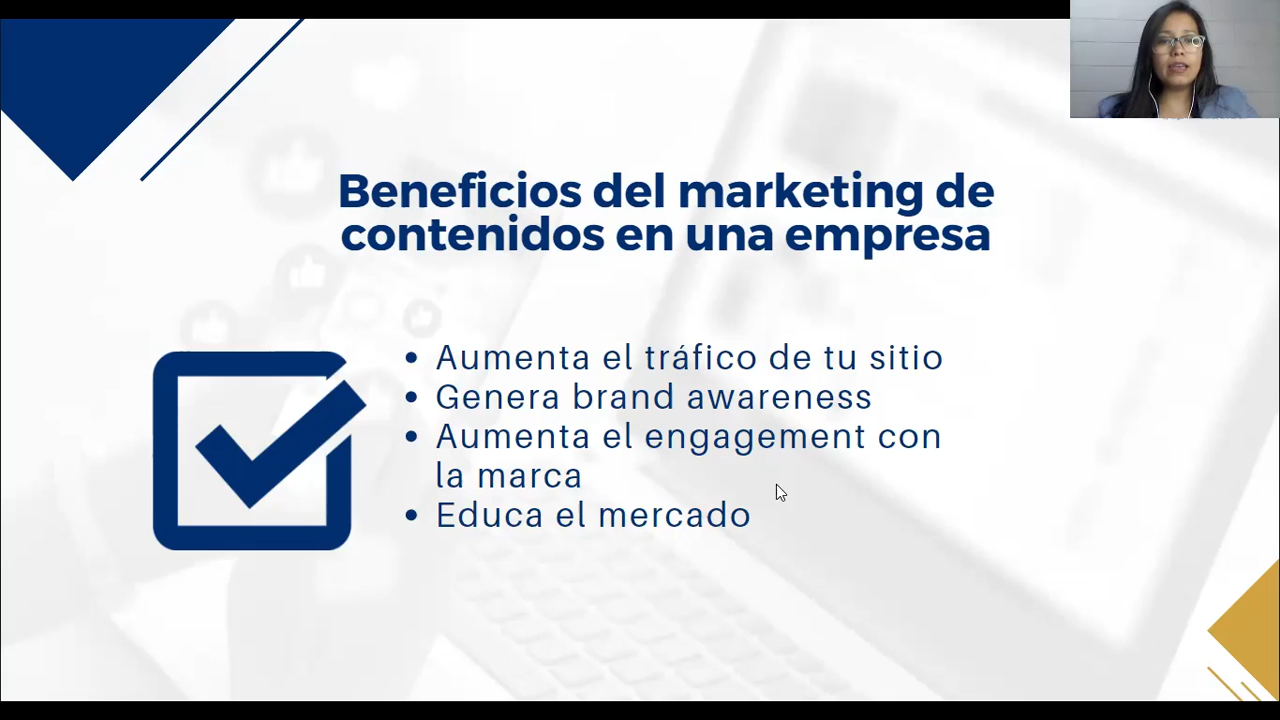 Beneficios del marketing de
contenidos en una empresa
• Aumenta el tráfico de tu sitio
• Genera brand awareness
• Aumenta el engagement con
la marca
• Educa el mercado